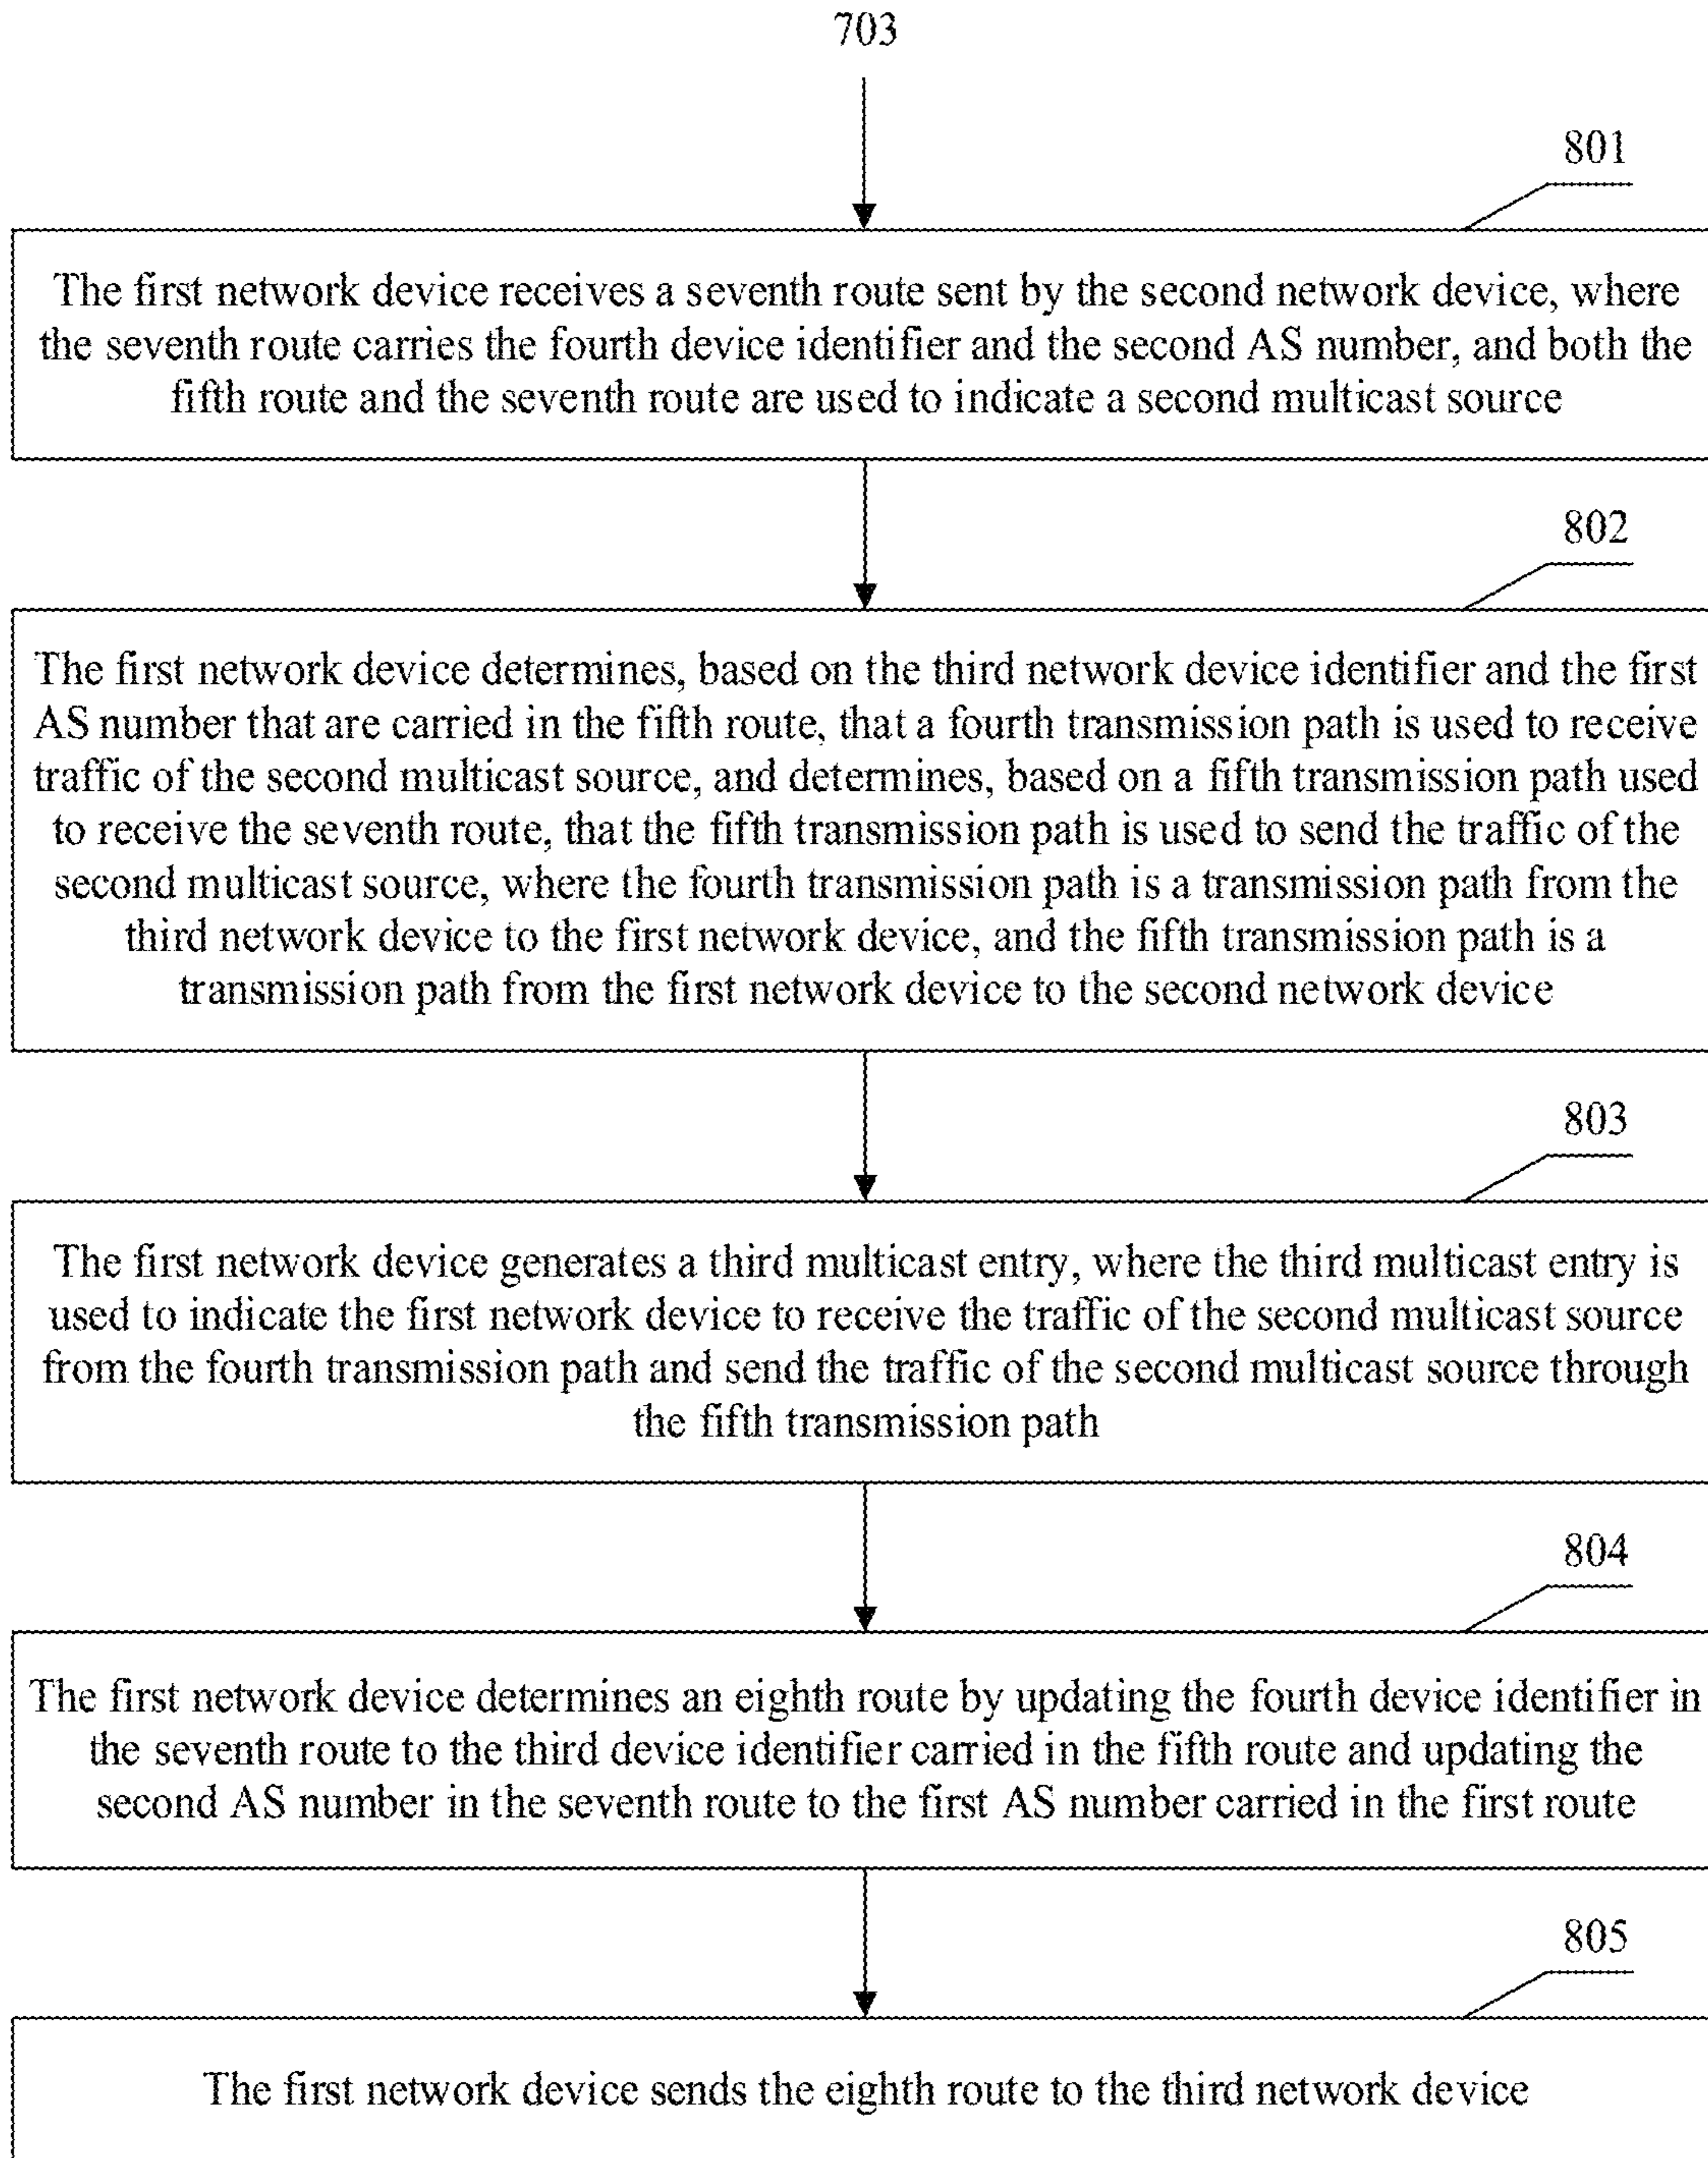 703
801
The first network device receives a seventh route sent by the second network device, where
the seventh route carries the fourth device identifier and the second AS number, and both the
fifth route and the seventh route are used to indicate a second multicast source
802
The first network device determines, based on the third network device identifier and the first
AS number that are carried in the fifth route, that a fourth transmission path is used to receive
traffic of the second multicast source, and determines, based on a fifth transmission path used
to receive the seventh route, that the fifth transmission path is used to send the traffic of the
second multicast source, where the fourth transmission path is a transmission path from the
third network device to the first network device, and the fifth transmission path is a
transmission path from the first network device to the second network device
803
The first network device generates a third multicast entry, where the third multicast entry is
used to indicate the first network device to receive the traffic of the second multicast source
from the fourth transmission path and send the traffic of the second multicast source through
the fifth transmission path
804
The first network device determines an eighth route by updating the fourth device identifier in
the seventh route to the third device identifier carried in the fifth route and updating the
second AS number in the seventh route to the first AS number carried in the first route
805
The first network device sends the eighth route to the third network device